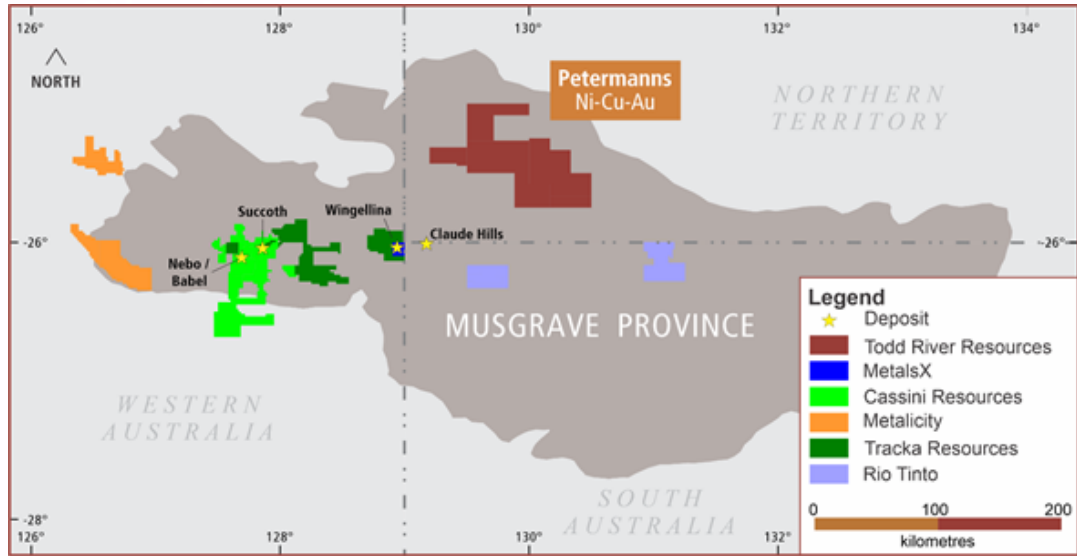 126°
128°
130°
132°
134°
NORTH
Petermanns
Ni-Cu-Au
NORTHERN
TERRITORY
Succoth
Wingellina
Claude Hills
-26°
-26°
Nebo /
Babel
MUSGRAVE PROVINCE
WESTERN
AUSTRALIA
SOUTH
AUSTRALIA
-28°
126°
128°
130°
132°
Legend
Deposit
Todd River Resources
MetalsX
Cassini Resources
Metalicity
Tracka Resources
Rio Tinto
0
100
200
kilometres